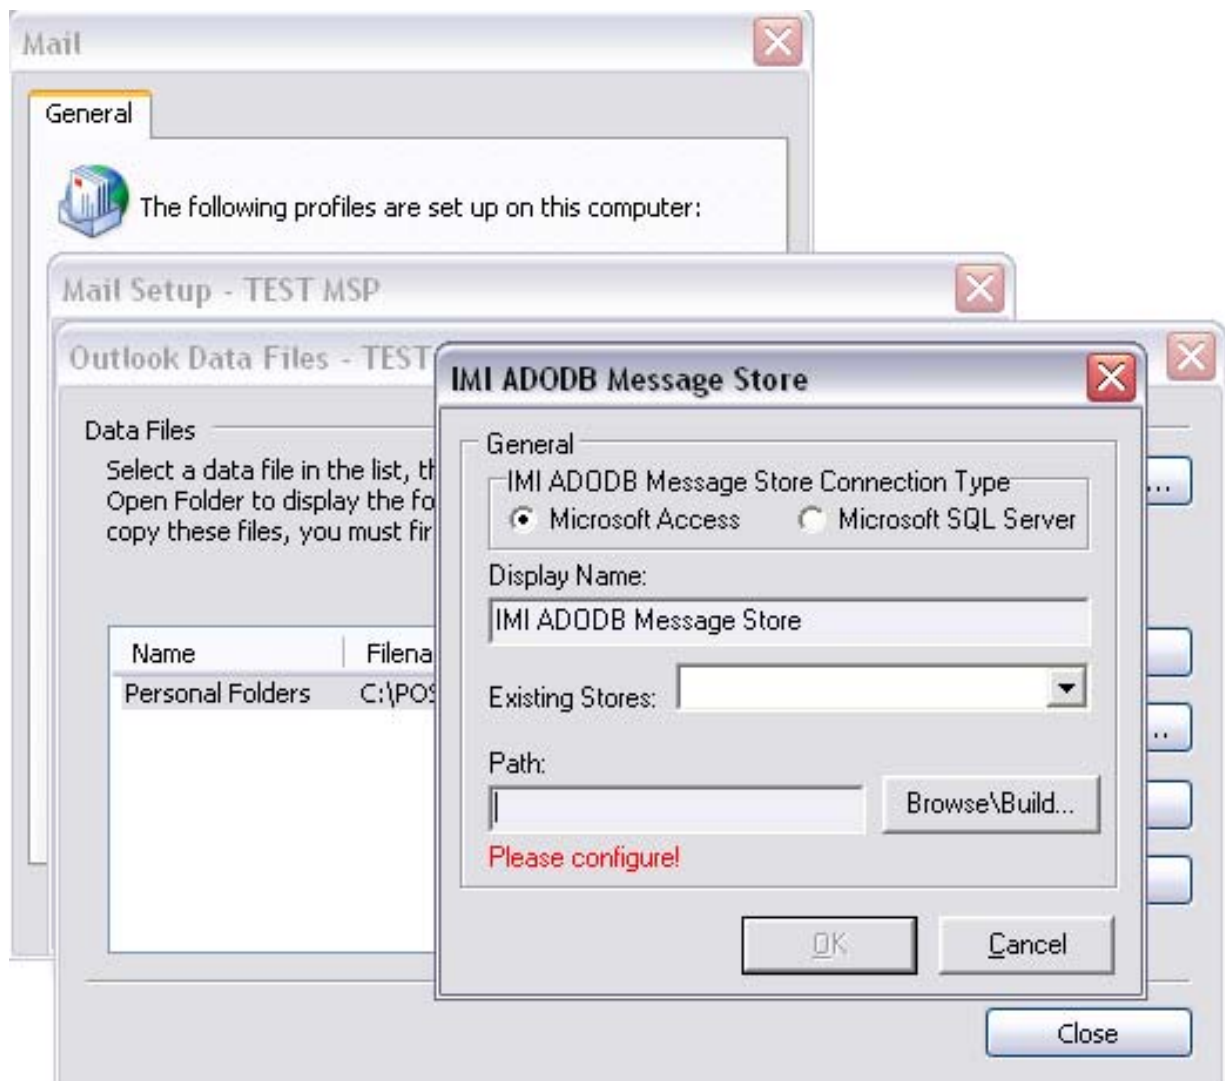 Mail
General
The following profiles are set up on this computer:
Mail Setup - TEST MSP
Outlook Data Files - TEST
Data Files
Select a data file in the list, th
Open Folder to display the fo
copy these files, you must fir
...
Name Filena
Personal Folders C:\POS
..
IMI ADODB Message Store
General
IMI ADODB Message Store Connection Type
Microsoft Access Microsoft SQL Server
Display Name:
IMI ADODB Message Store
Existing Stores:
Path:
Browse\Build...
Please configure!
OK Cancel
Close